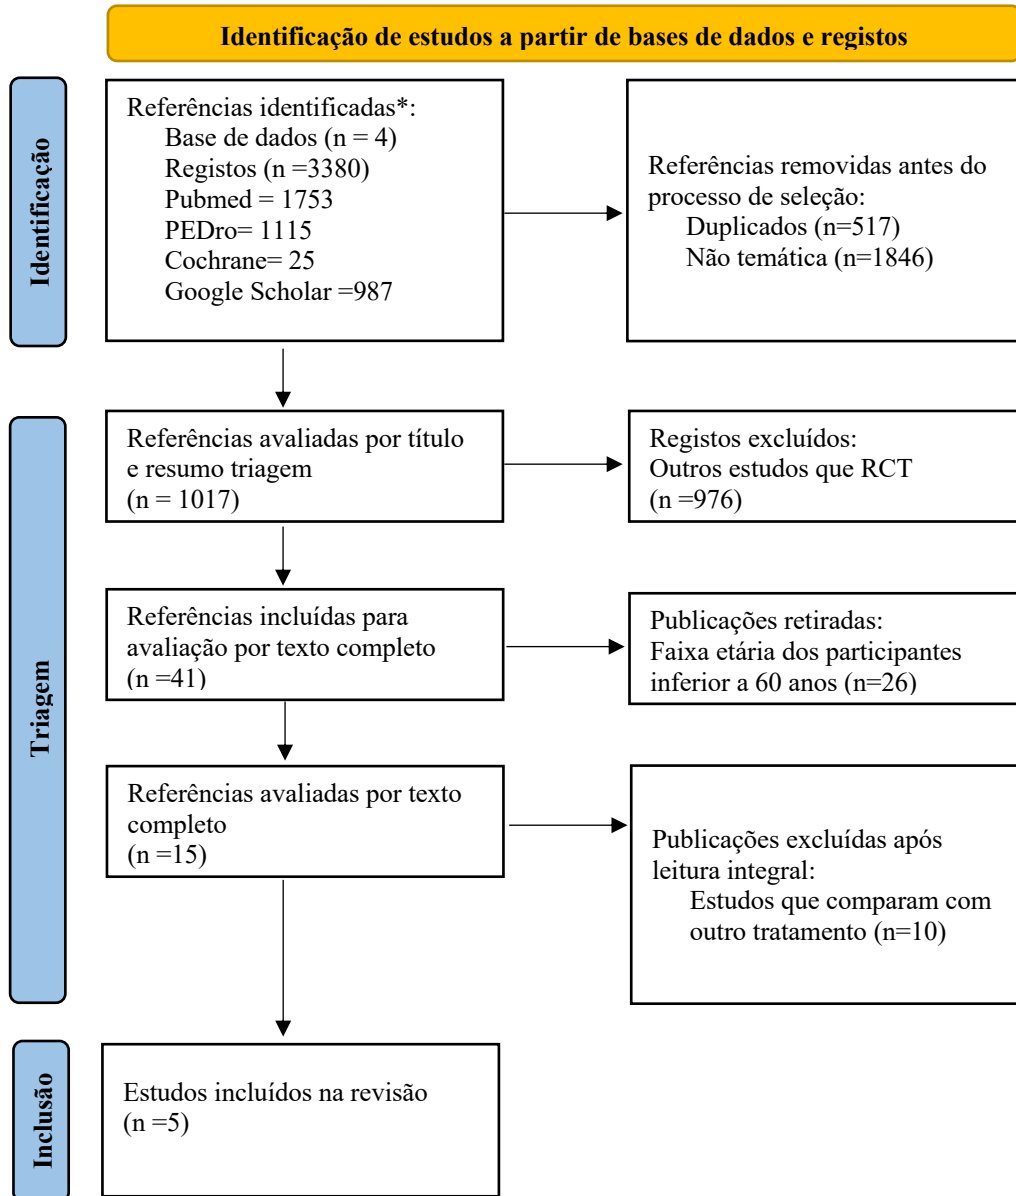 Identificação de estudos a partir de bases de dados e registos
Identificação
Referências identificadas*:
Base de dados (n = 4)
Registos (n =3380)
Pubmed = 1753
PEDro= 1115
Cochrane= 25
Google Scholar =987
Referências removidas antes do
processo de seleção:
Duplicados (n=517)
Não temática (n=1846)
Triagem
Referências avaliadas por título
e resumo triagem
(n = 1017)
Registos excluídos:
Outros estudos que RCT
(n =976)
Referências incluídas para
avaliação por texto completo
(n =41)
Publicações retiradas:
Faixa etária dos participantes
inferior a 60 anos (n=26)
Referências avaliadas por texto
completo
(n =15)
Publicações excluídas após
leitura integral:
Estudos que comparam com
outro tratamento (n=10)
Inclusão
Estudos incluídos na revisão
(n =5)